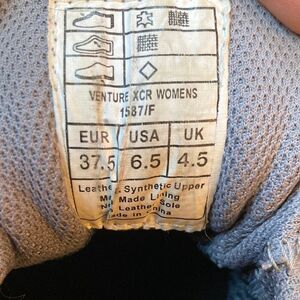 VENTURE XCR WOMENS
1587/F
EUR USA UK
37.5 6.5 4.5
Leather, Synthetic Upper
Made Lining
Sole
Made in China